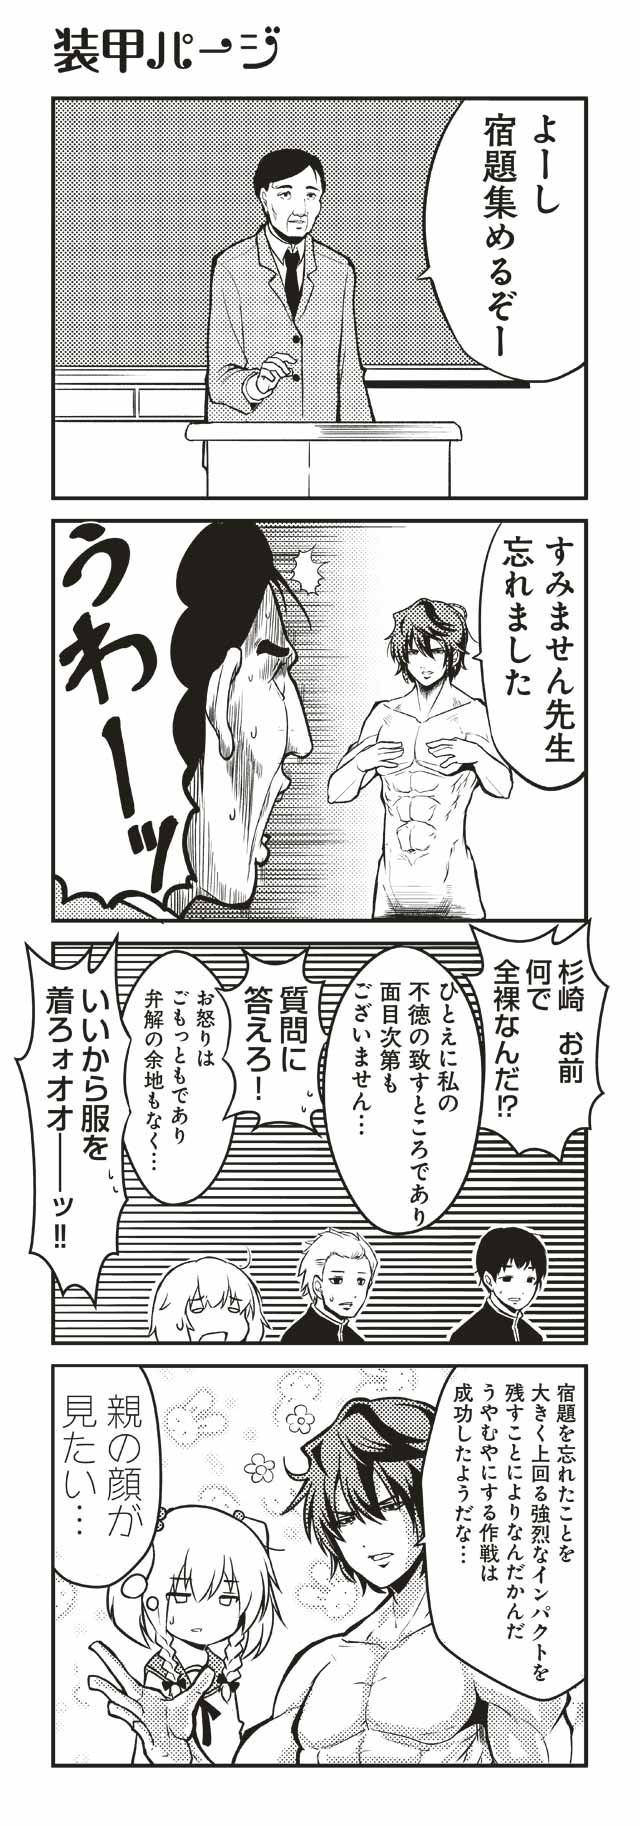 装甲パージ
よーし
宿題集めるぞー
すみません先生
忘れました
うわーッ
杉崎 お前
何で
全裸なんだ!?
ひとえに私の
不徳の致すところであり
面目次第も
ございません…
質問に
答えろ!
お怒りは
ごもっともであり
弁解の余地もなく…
いいから服を
着ろォオオーーッ!!
宿題を忘れたことを
大きく上回る強烈なインパクトを
残すことによりなんだかんだ
うやむやにする作戦は
成功したようだな…
親の顔が
見たい…